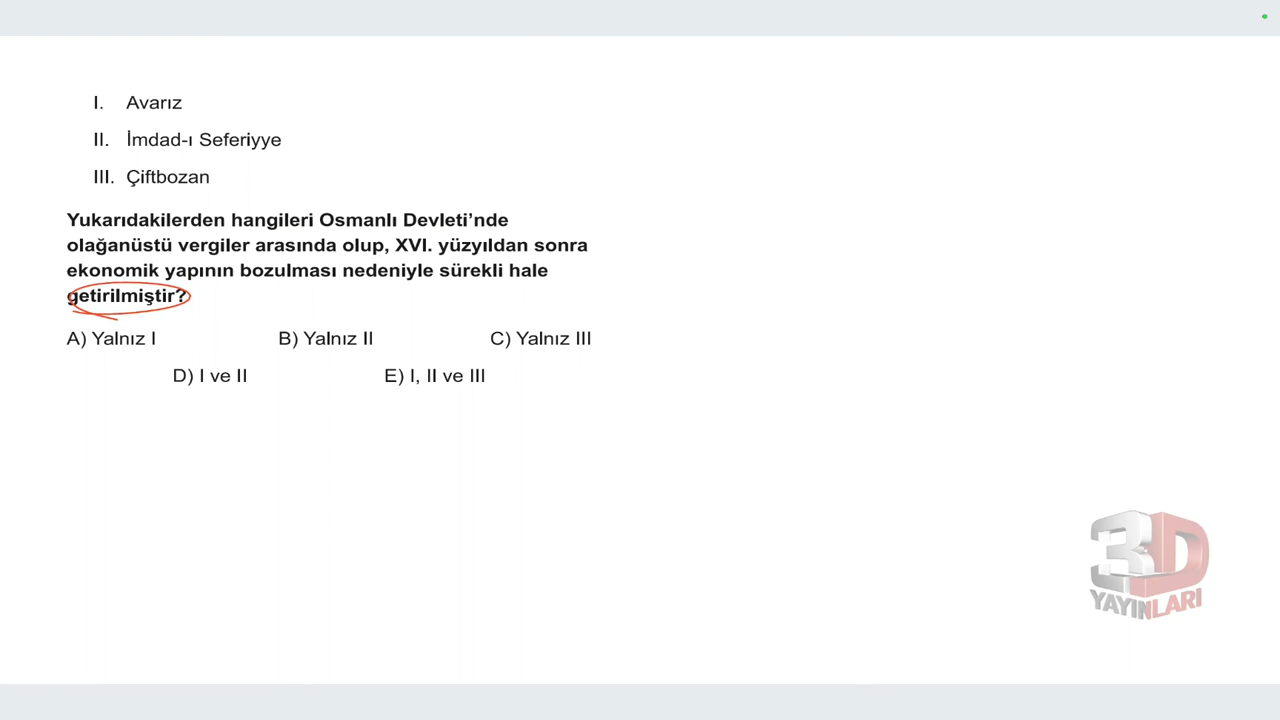 I. Avarız
II. İmdad-ı Seferiyye
III. Çiftbozan
Yukarıdakilerden hangileri Osmanlı Devleti’nde
olağanüstü vergiler arasında olup, XVI. yüzyıldan sonra
ekonomik yapının bozulması nedeniyle sürekli hale
getirilmiştir?
A) Yalnız I B) Yalnız II C) Yalnız III
D) I ve II E) I, II ve III
3D
YAYINLARI